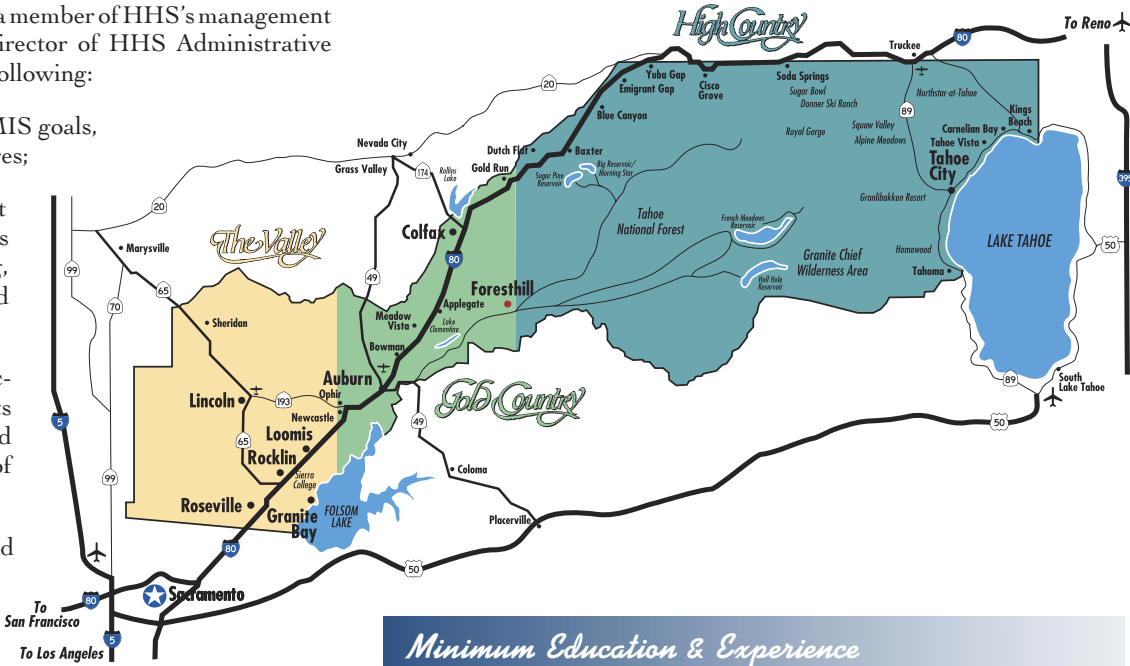 a member of HHS's management
irector of HHS Administrative
ollowing:
MIS goals,
res;
t
s
,
d
c-
ts
d
of
d
High Country
To Reno
80
Truckee
20
Yuba Gap
Emigrant Gap
Cisco
Grove
Soda Springs
Sugar Bowl
Donner Ski Ranch
Northstar-at-Tahoe
89
Kings
Beach
Blue Canyon
Royal Gorge
Squaw Valley
Alpine Meadows
Carnelian Bay
Tahoe Vista
Tahoe
City
Nevada City
Grass Valley
174
Rollins
Lake
Dutch Flat
Gold Run
Baxter
Big Reservoir/
Morning Star
Sugar Pine
Reservoir
395
Granlibakken Resort
20
Tahoe
National Forest
French Meadows
Reservoir
The Valley
Colfax
80
LAKE TAHOE
50
Marysville
99
49
Granite Chief
Wilderness Area
Homewood
Tahoma
Hell Hole
Reservoir
65
70
Foresthill
Applegate
Sheridan
Meadow
Vista
Lake
Clementine
Bowman
Auburn
Ophir
Lincoln
193
Newcastle
Gold Country
89
South
Lake Tahoe
5
49
50
Loomis
65
Rocklin
Sierra
College
99
Coloma
Roseville
Granite
Bay
FOLSOM
LAKE
Placerville
80
50
Sacramento
80
To
San Francisco
5
To Los Angeles
Minimum Education & Experience